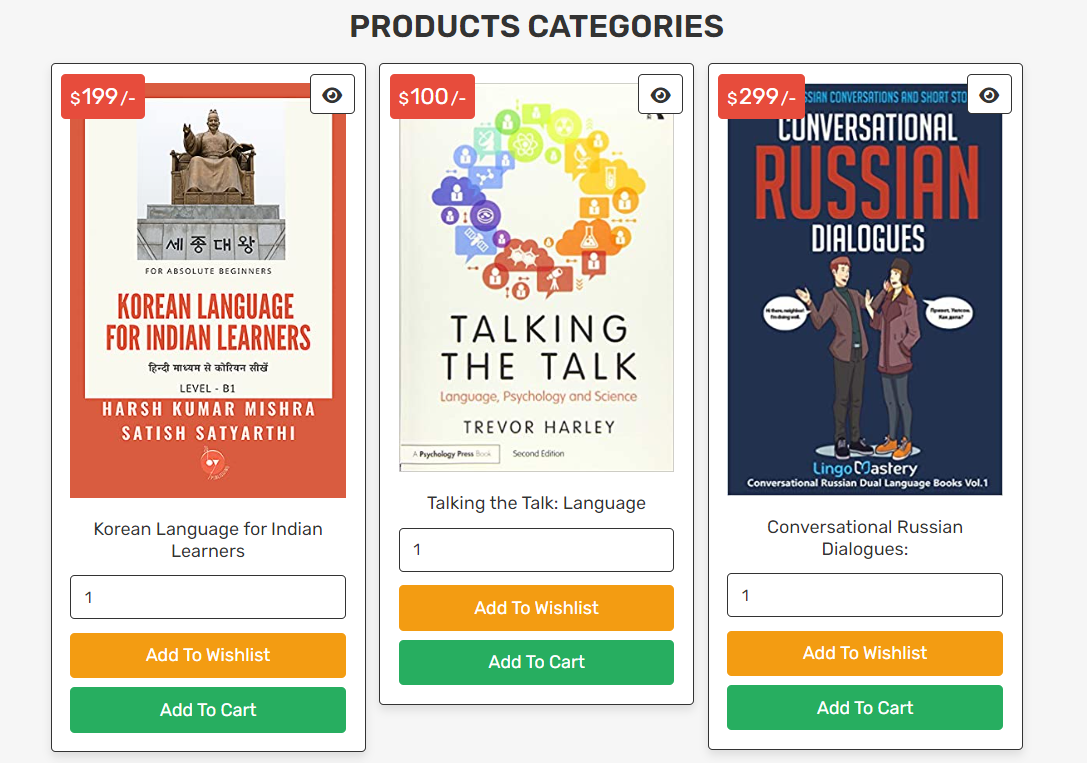 PRODUCTS CATEGORIES
$199/-
세종대왕
FOR ABSOLUTE BEGINNERS
KOREAN LANGUAGE
FOR INDIAN LEARNERS
हिन्दी माध्यम से कोरियन सीखें
LEVEL - B1
HARSH KUMAR MISHRA
SATISH SATYARTHI
Korean Language for Indian
Learners
1
Add To Wishlist
Add To Cart
$100/-
TALKING
THE TALK
Language, Psychology and Science
TREVOR HARLEY
A Psychology Press Book
Second Edition
Talking the Talk: Language
1
Add To Wishlist
Add To Cart
$299/-
SSIAN CONVERSATIONS AND SHORT STO
CONVERSATIONAL
RUSSIAN
DIALOGUES
Hi there, neighbor!
I'm doing well.
Как дела?
LingoMastery
Conversational Russian Dual Language Books Vol.1
Conversational Russian
Dialogues:
1
Add To Wishlist
Add To Cart